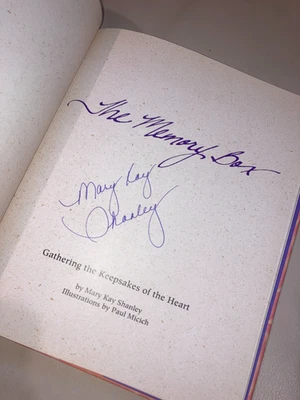 The Memory Box
Mary Kay
Shanley
Gathering the Keepsakes of the Heart
by Mary Kay Shanley
Illustrations by Paul Micich